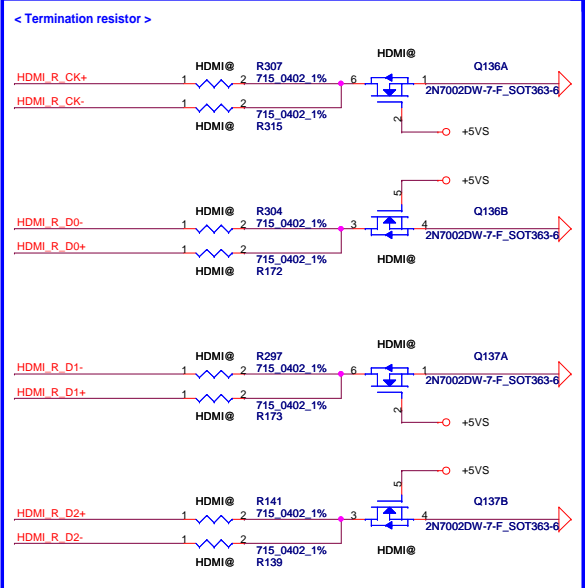 < Termination resistor >
HDMI@
HDMI@ R307 Q136A
HDMI_R_CK+ 1 2 715_0402_1% 6 1 2N7002DW-7-F_SOT363-6
HDMI_R_CK- 1 2 715_0402_1% 2
HDMI@ R315 +5VS
+5VS
5
HDMI@ R304 Q136B
HDMI_R_D0- 1 2 715_0402_1% 3 4 2N7002DW-7-F_SOT363-6
HDMI_R_D0+ 1 2 715_0402_1% HDMI@
HDMI@ R172
HDMI@
HDMI@ R297 Q137A
HDMI_R_D1- 1 2 715_0402_1% 6 1 2N7002DW-7-F_SOT363-6
HDMI_R_D1+ 1 2 715_0402_1% 2
HDMI@ R173 +5VS
+5VS
5
HDMI@ R141 Q137B
HDMI_R_D2+ 1 2 715_0402_1% 3 4 2N7002DW-7-F_SOT363-6
HDMI_R_D2- 1 2 715_0402_1% HDMI@
HDMI@ R139